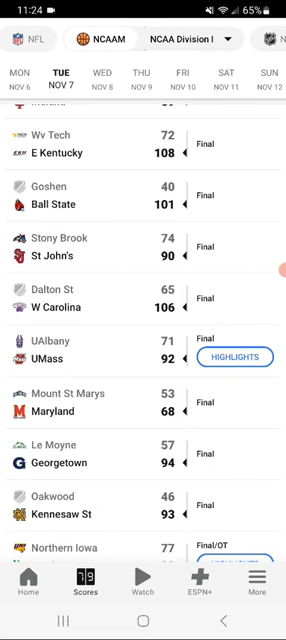 11:24 65%
NFL NCAAM NCAA Division I N
MON TUE WED THU FRI SAT SUN
NOV 6 NOV 7 NOV 8 NOV 9 NOV 10 NOV 11 NOV 12
WV Tech 72 Final
E Kentucky 108
Goshen 40 Final
Ball State 101
Stony Brook 74 Final
St John's 90
Dalton St 65 Final
W Carolina 106
UAlbany 71 Final
UMass 92 HIGHLIGHTS
Mount St Marys 53 Final
Maryland 68
Le Moyne 57 Final
Georgetown 94
Oakwood 46 Final
Kennesaw St 93
Northern Iowa 77 Final/OT
Home Scores Watch ESPN+ More